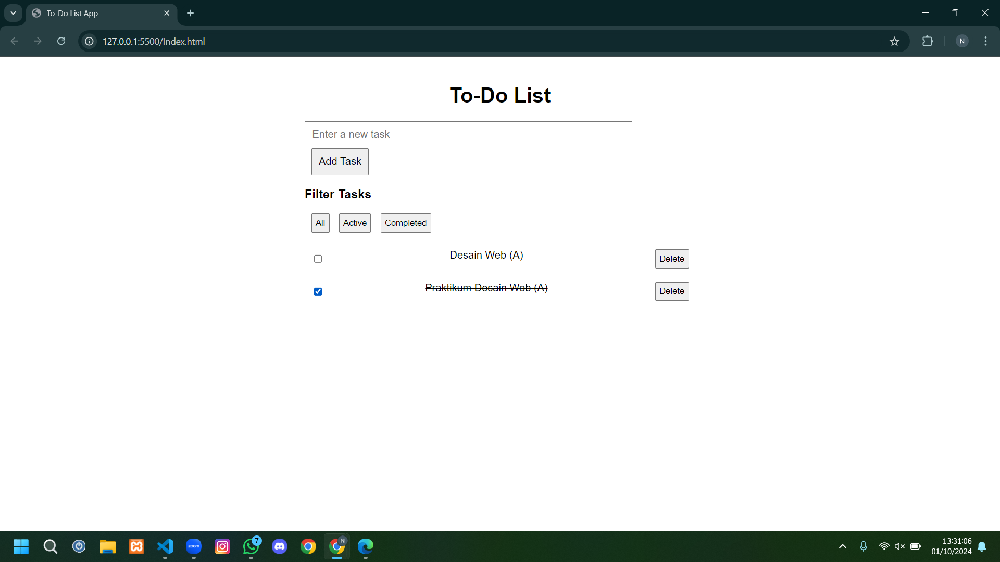 To-Do List App
127.0.0.1:5500/Index.html
N
To-Do List
Enter a new task
Add Task
Filter Tasks
All Active Completed
Desain Web (A) Delete
Praktikum Desain Web (A) Delete
zoom
7
N
13:31:06
01/10/2024